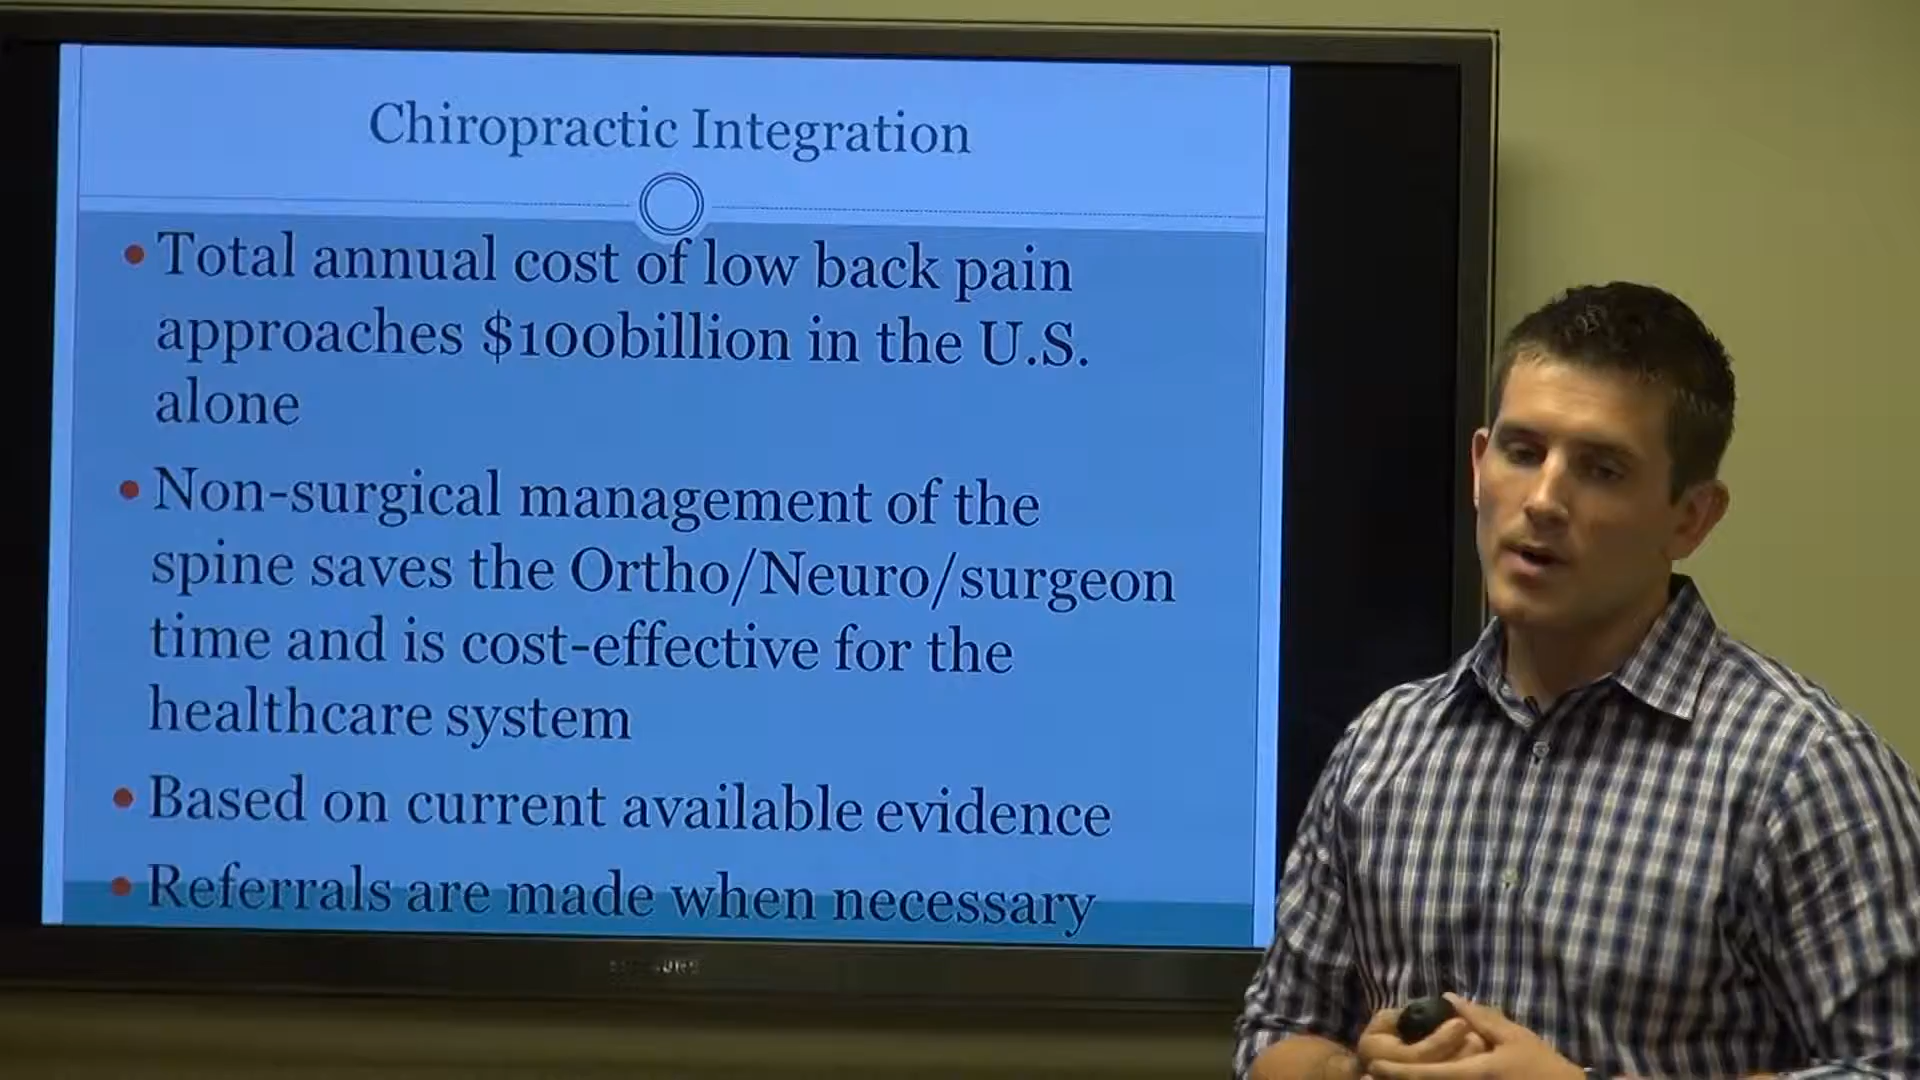 Chiropractic Integration
• Total annual cost of low back pain
approaches $100billion in the U.S.
alone
• Non-surgical management of the
spine saves the Ortho/Neuro/surgeon
time and is cost-effective for the
healthcare system
• Based on current available evidence
• Referrals are made when necessary
SAMSUNG